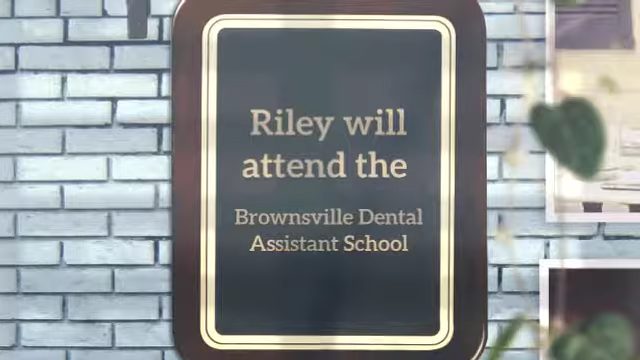 Riley will
attend the
Brownsville Dental
Assistant School